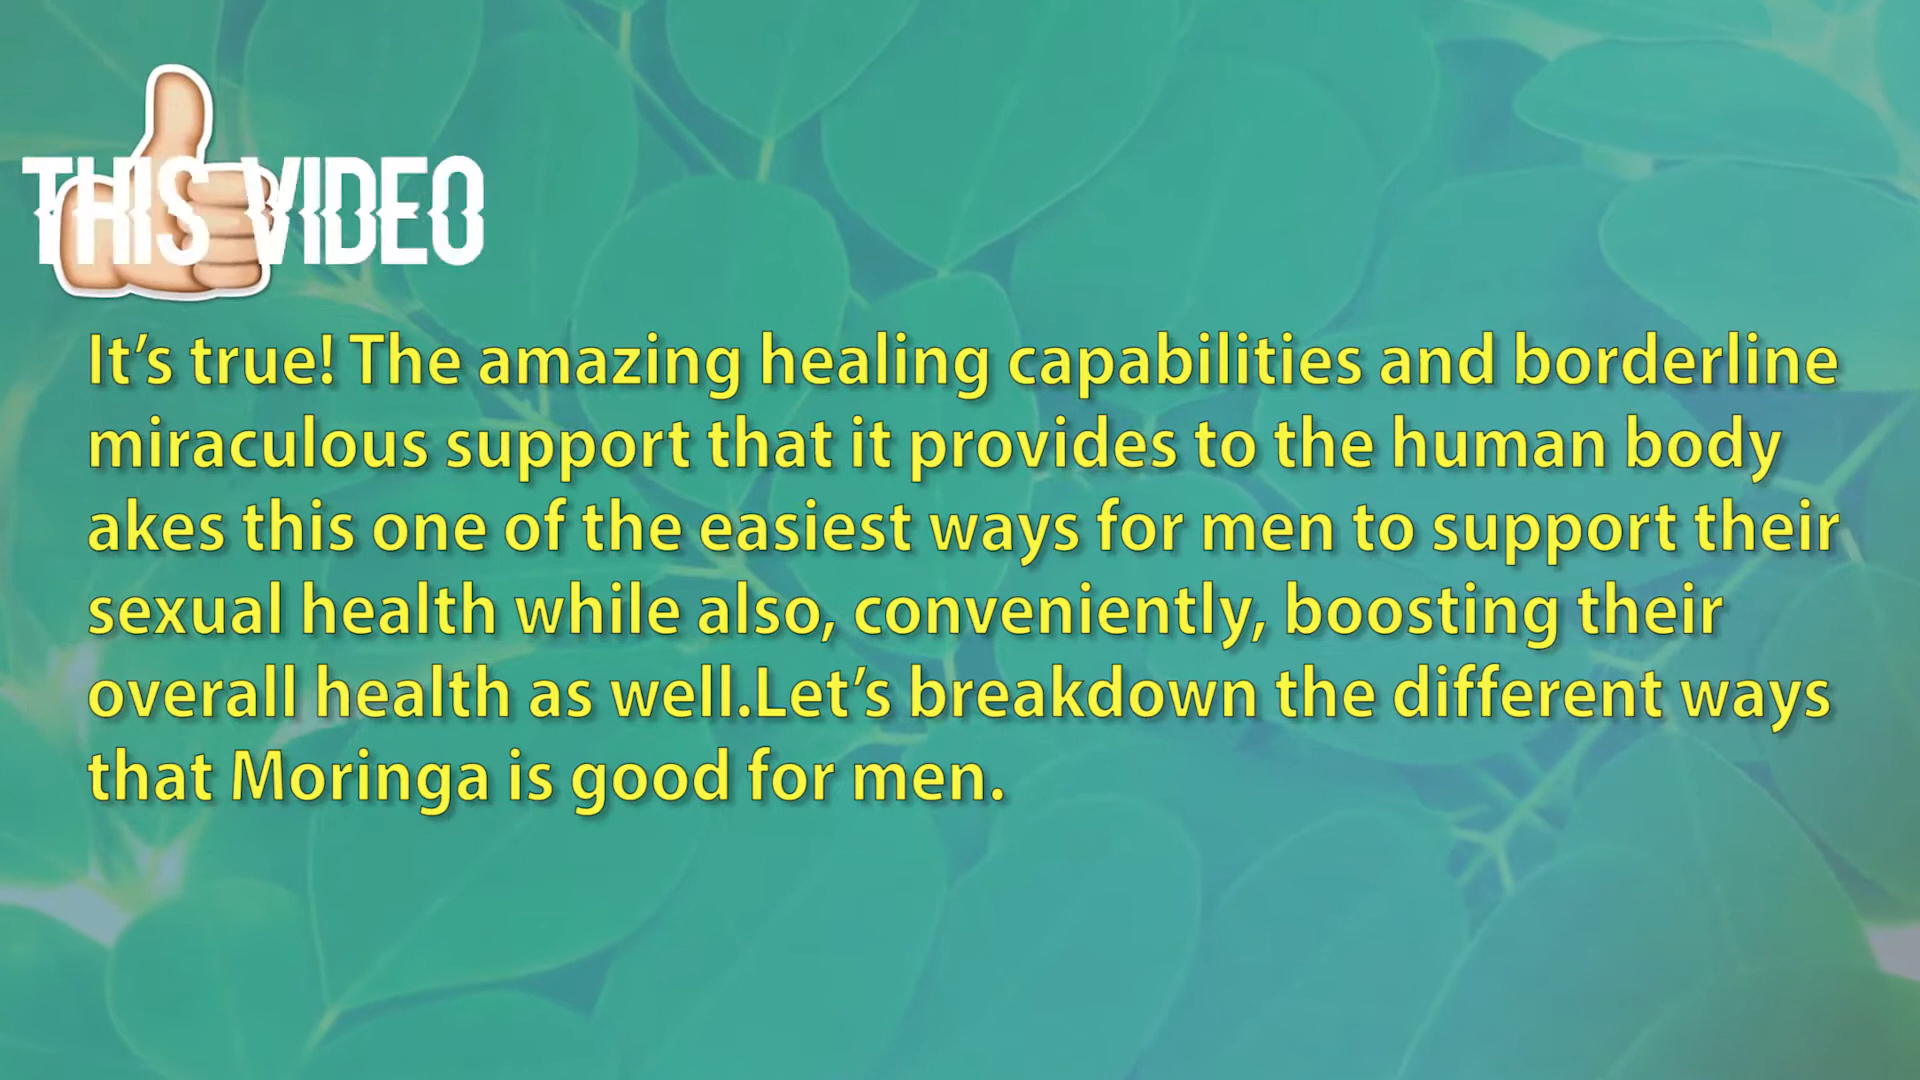 THIS VIDEO
It’s true! The amazing healing capabilities and borderline
miraculous support that it provides to the human body
akes this one of the easiest ways for men to support their
sexual health while also, conveniently, boosting their
overall health as well.Let’s breakdown the different ways
that Moringa is good for men.